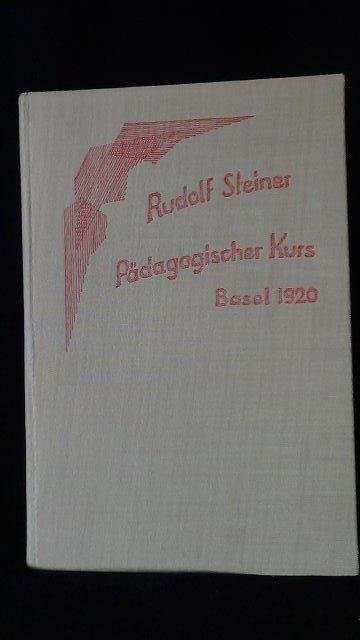 Rudolf Steiner
Pädagogischer Kurs
Basel 1920